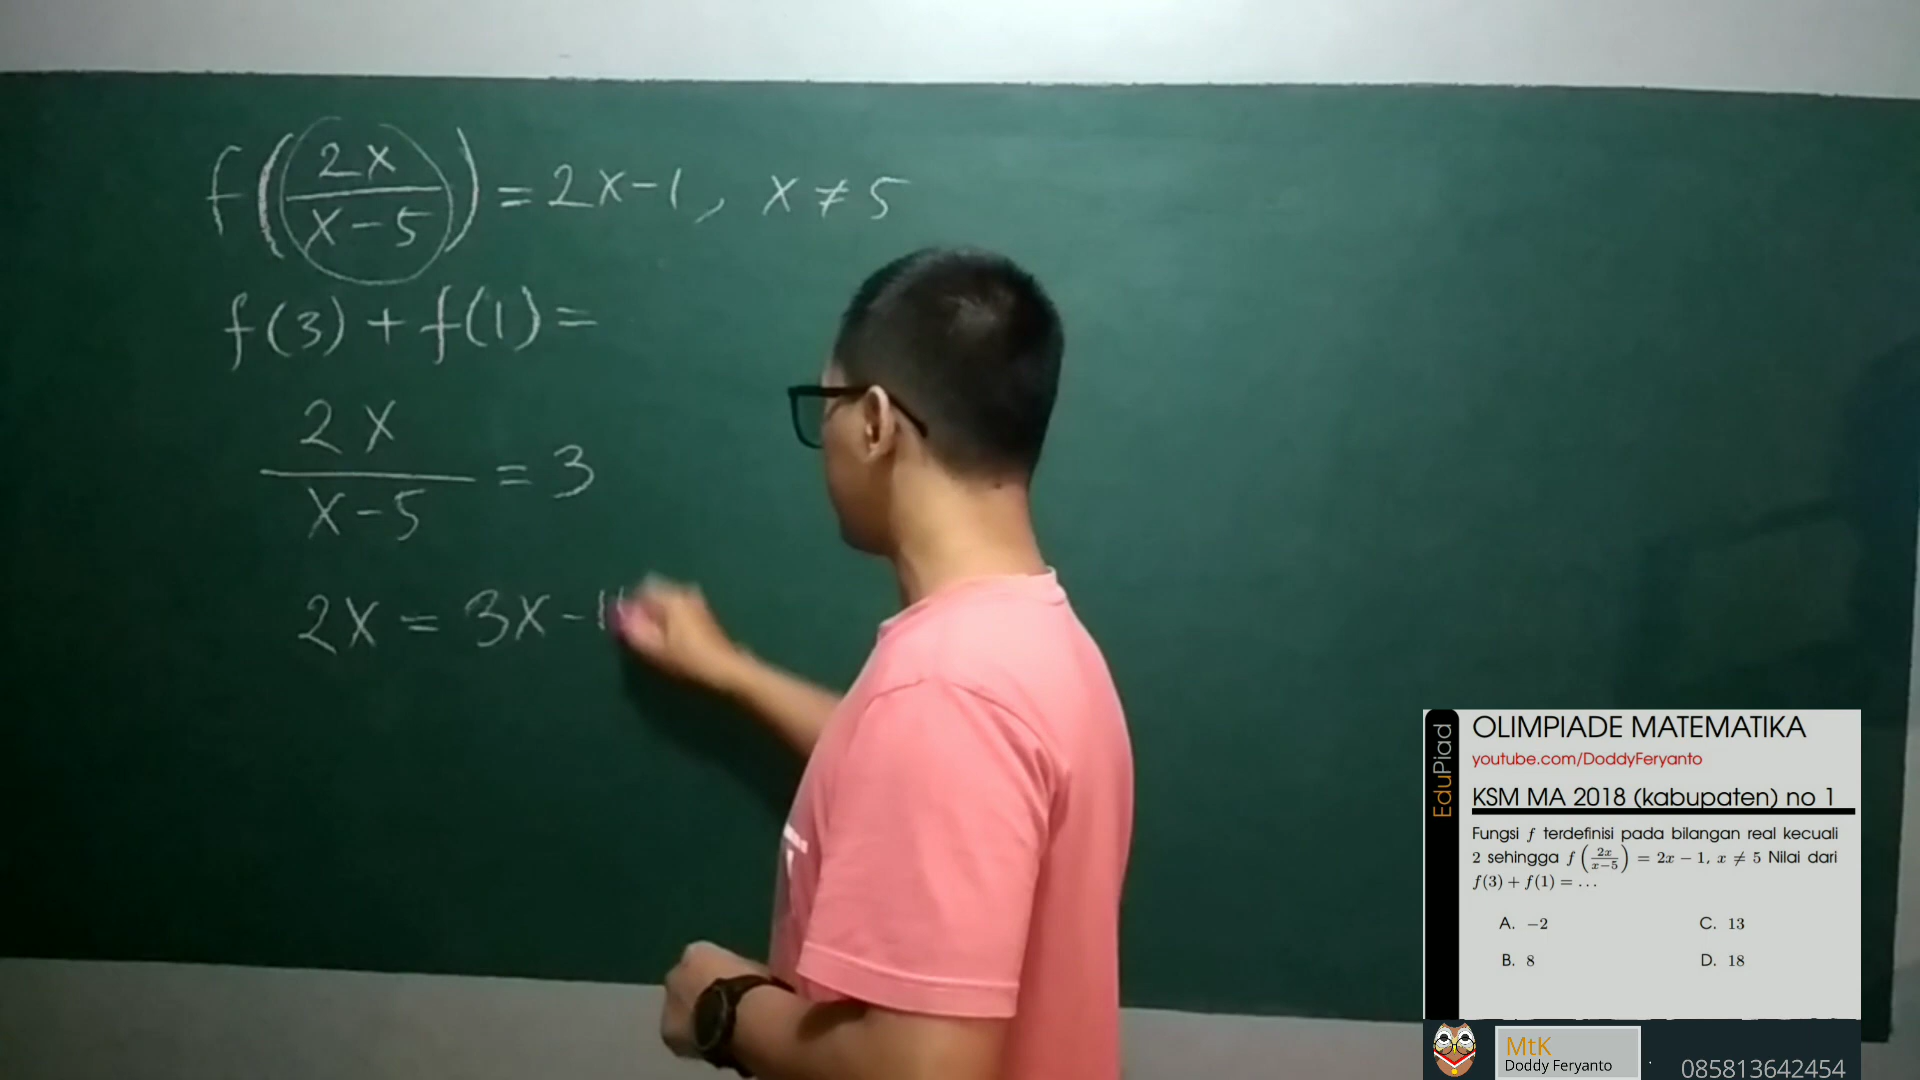 f(2x/(x-5)) = 2x-1, x ≠ 5
f(3) + f(1) =
2x/(x-5) = 3
2x = 3x-1
EduPiad
OLIMPIADE MATEMATIKA
youtube.com/DoddyFeryanto
KSM MA 2018 (kabupaten) no 1
Fungsi f terdefinisi pada bilangan real kecuali
2 sehingga f(2x/(x-5)) = 2x − 1, x ≠ 5 Nilai dari
f(3) + f(1) = ...
A. −2
C. 13
B. 8
D. 18
MtK
Doddy Feryanto
085813642454